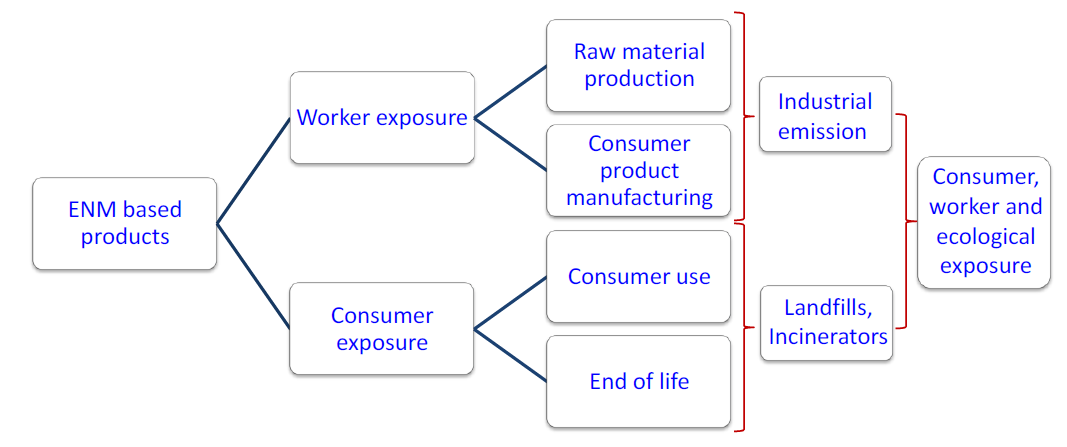 ENM based
products
Worker exposure
Consumer
exposure
Raw material
production
Consumer
product
manufacturing
Consumer use
End of life
Industrial
emission
Landfills,
Incinerators
Consumer,
worker and
ecological
exposure